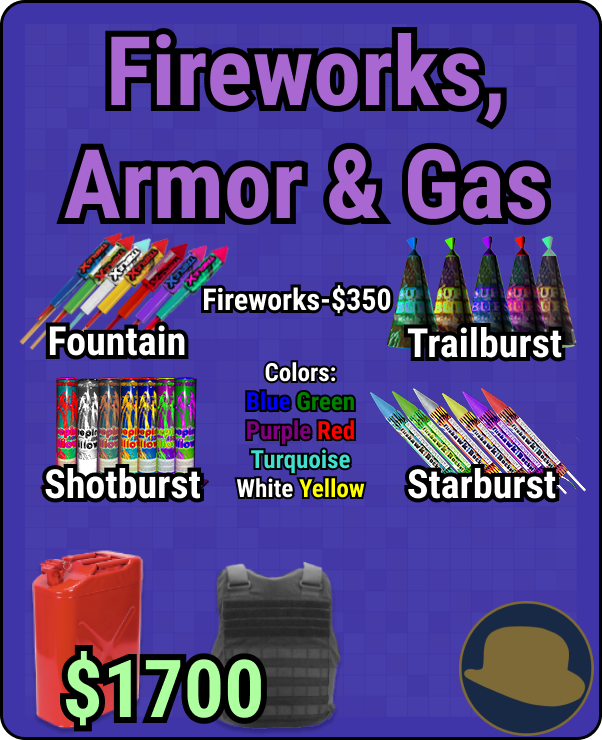 Fireworks,
Armor & Gas
Fireworks-$350
Fountain
Trailburst
Colors:
Blue Green
Purple Red
Turquoise
White Yellow
Shotburst
Starburst
$1700